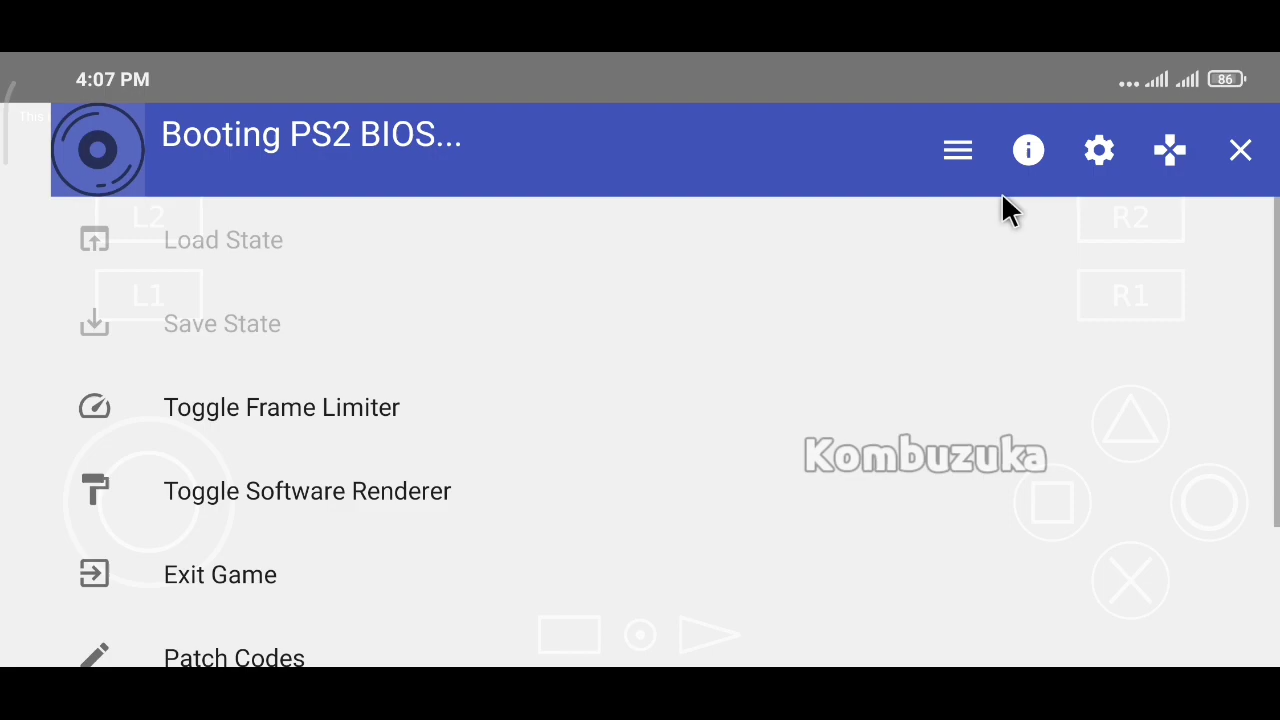 4:07 PM
86
This
Booting PS2 BIOS...
L2
R2
Load State
L1
R1
Save State
Toggle Frame Limiter
Kombuzuka
Toggle Software Renderer
Exit Game
Patch Codes